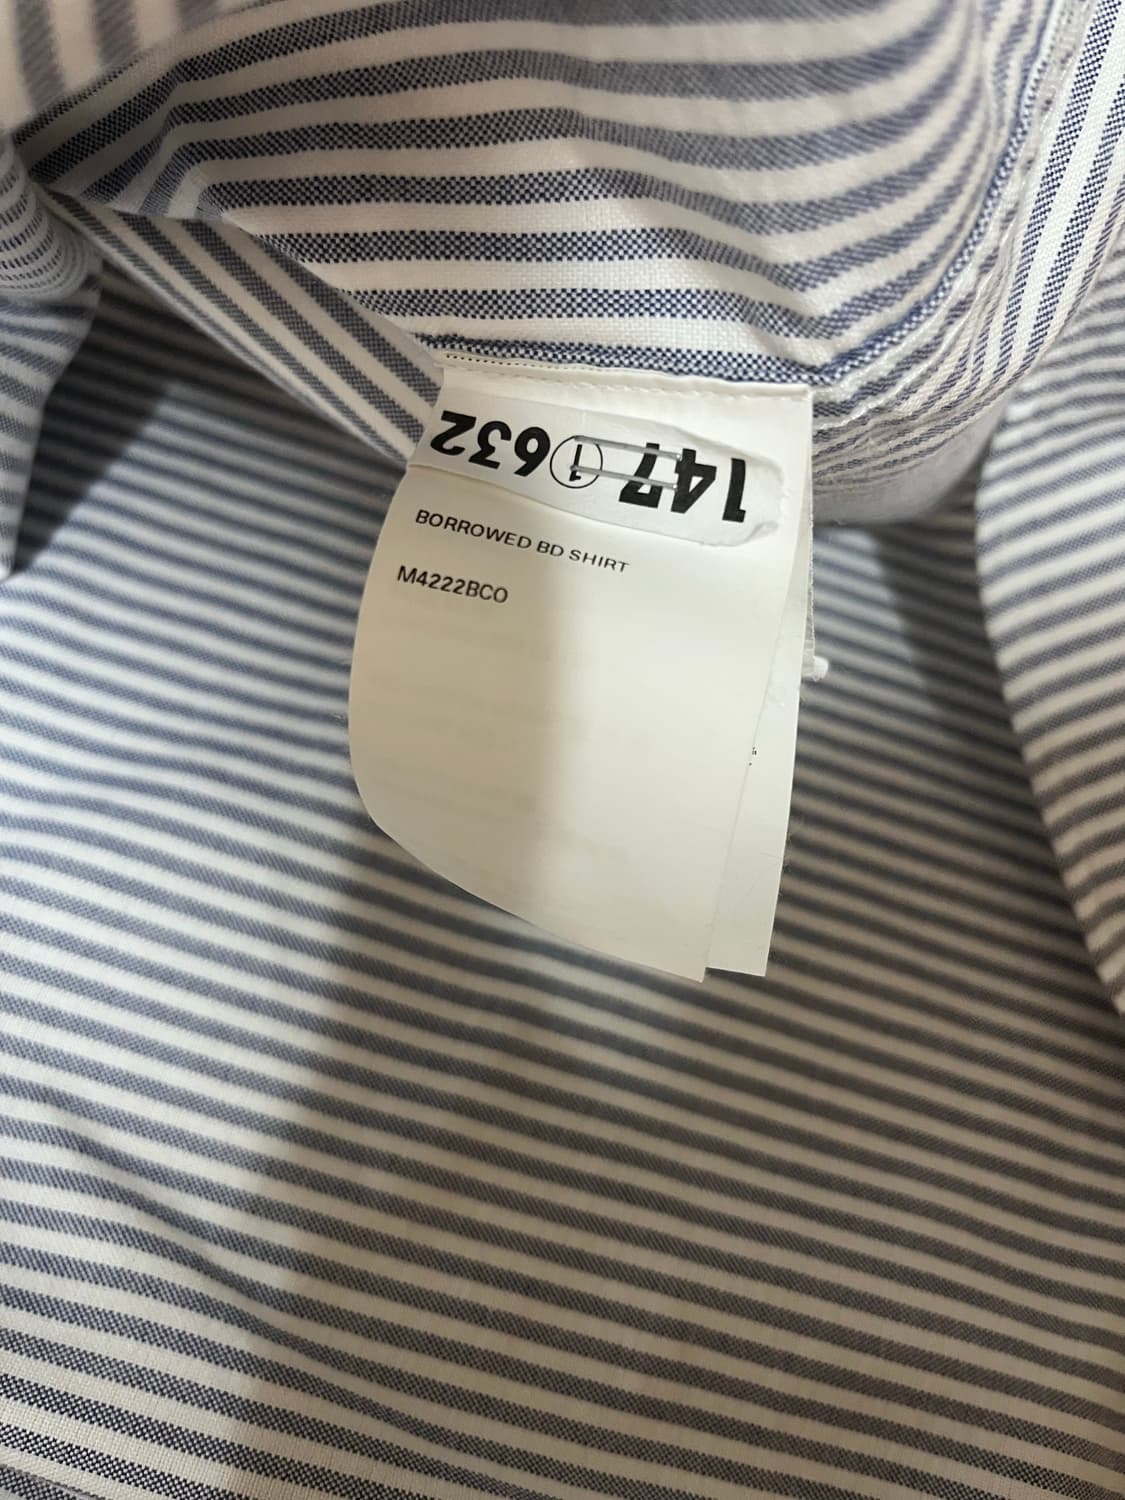 147 1 632
BORROWED BD SHIRT
M4222BCO